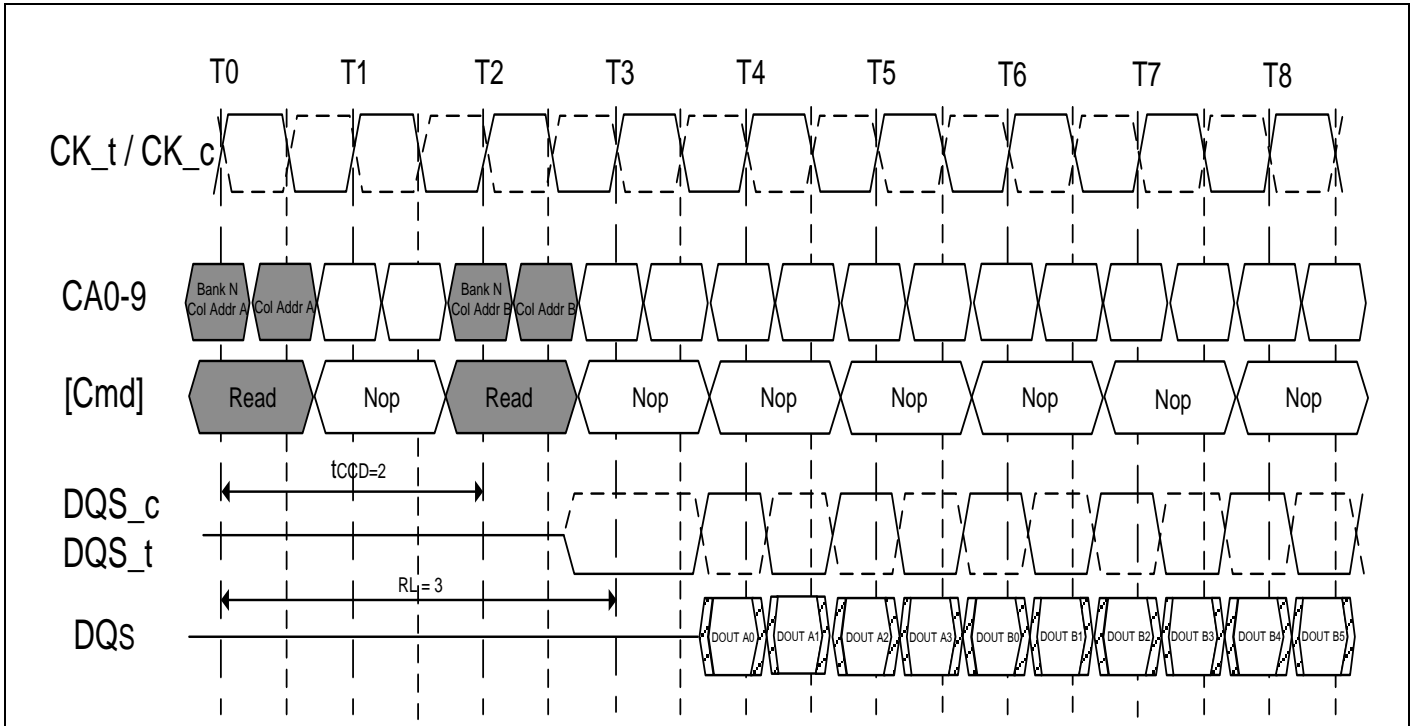 T0 T1 T2 T3 T4 T5 T6 T7 T8
CK_t / CK_c
CA0-9
Bank N
Col Addr A
Col Addr A
Bank N
Col Addr B
Col Addr B
[Cmd]
Read Nop Read Nop Nop Nop Nop Nop Nop
tCCD=2
DQS_c
DQS_t
RL = 3
DQs
DOUT A0 DOUT A1 DOUT A2 DOUT A3 DOUT B0 DOUT B1 DOUT B2 DOUT B3 DOUT B4 DOUT B5